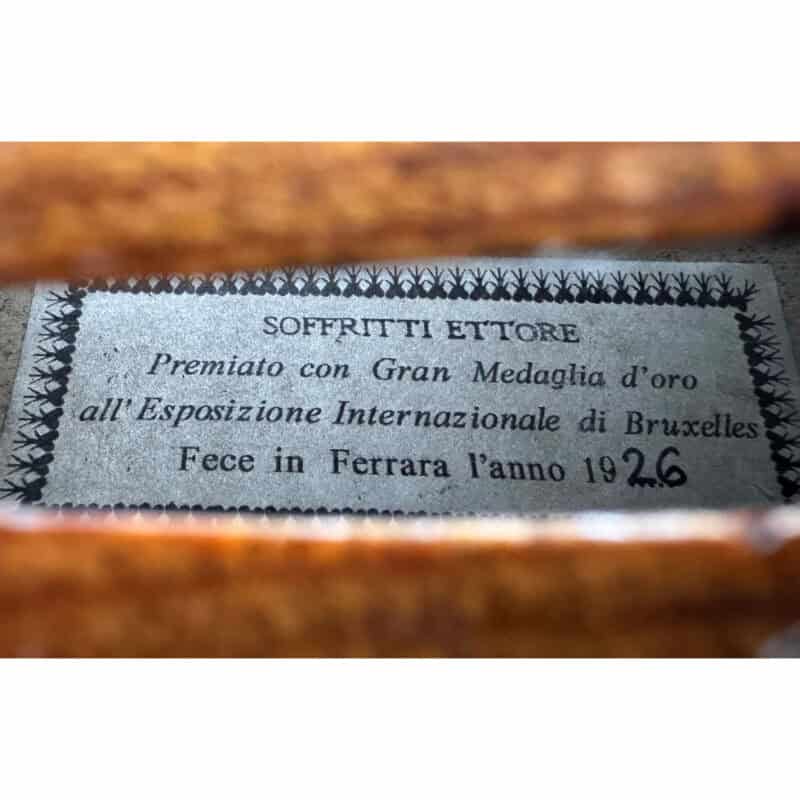 SOFFRITTI ETTORE
Premiato con Gran Medaglia d'oro
all'Esposizione Internazionale di Bruxelles
Fece in Ferrara l'anno 1926